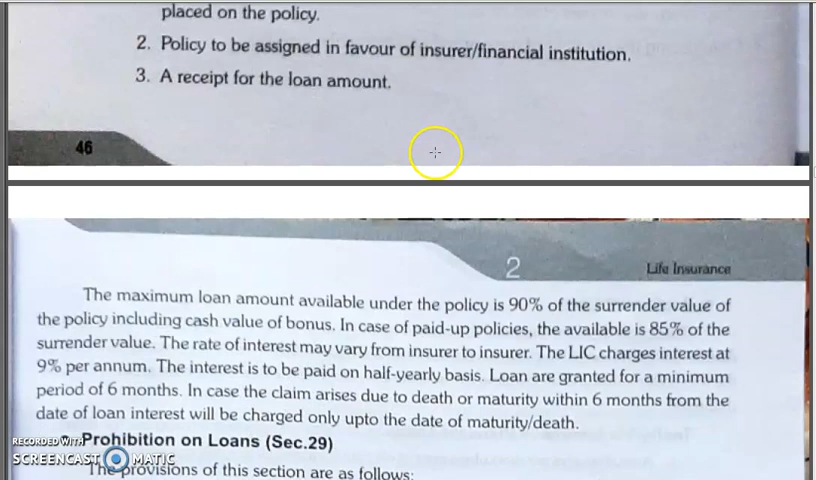 placed on the policy.
2. Policy to be assigned in favour of insurer/financial institution.
3. A receipt for the loan amount.
46
2 Life Insurance
The maximum loan amount available under the policy is 90% of the surrender value of
the policy including cash value of bonus. In case of paid-up policies, the available is 85% of the
surrender value. The rate of interest may vary from insurer to insurer. The LIC charges interest at
9% per annum. The interest is to be paid on half-yearly basis. Loan are granted for a minimum
period of 6 months. In case the claim arises due to death or maturity within 6 months from the
date of loan interest will be charged only upto the date of maturity/death.
Prohibition on Loans (Sec.29)
The provisions of this section are as follows:
RECORDED WITH
SCREENCAST MATIC